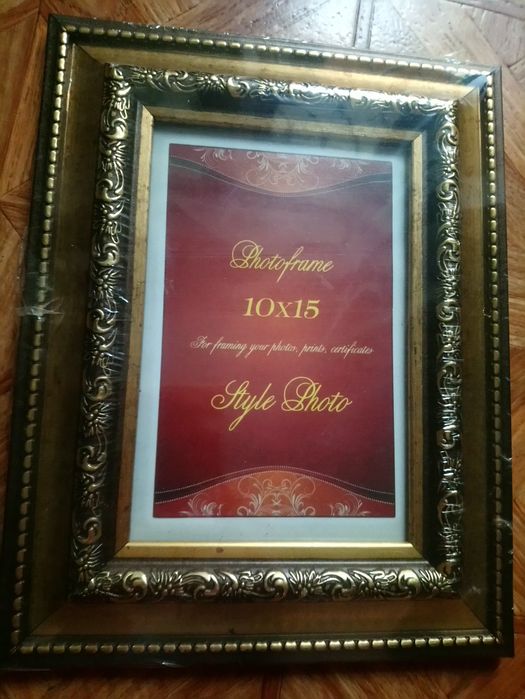 Photoframe
10x15
For framing your photos, prints, certificates
Style Photo